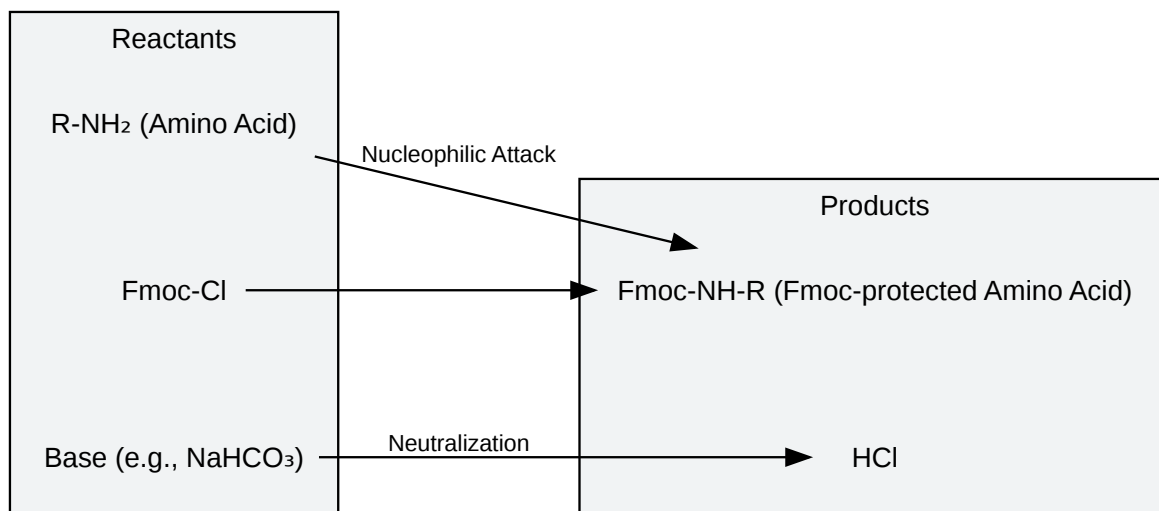 Reactants
R-NH₂ (Amino Acid)
Nucleophilic Attack
Products
Fmoc-Cl
Fmoc-NH-R (Fmoc-protected Amino Acid)
Base (e.g., NaHCO₃)
Neutralization
HCl